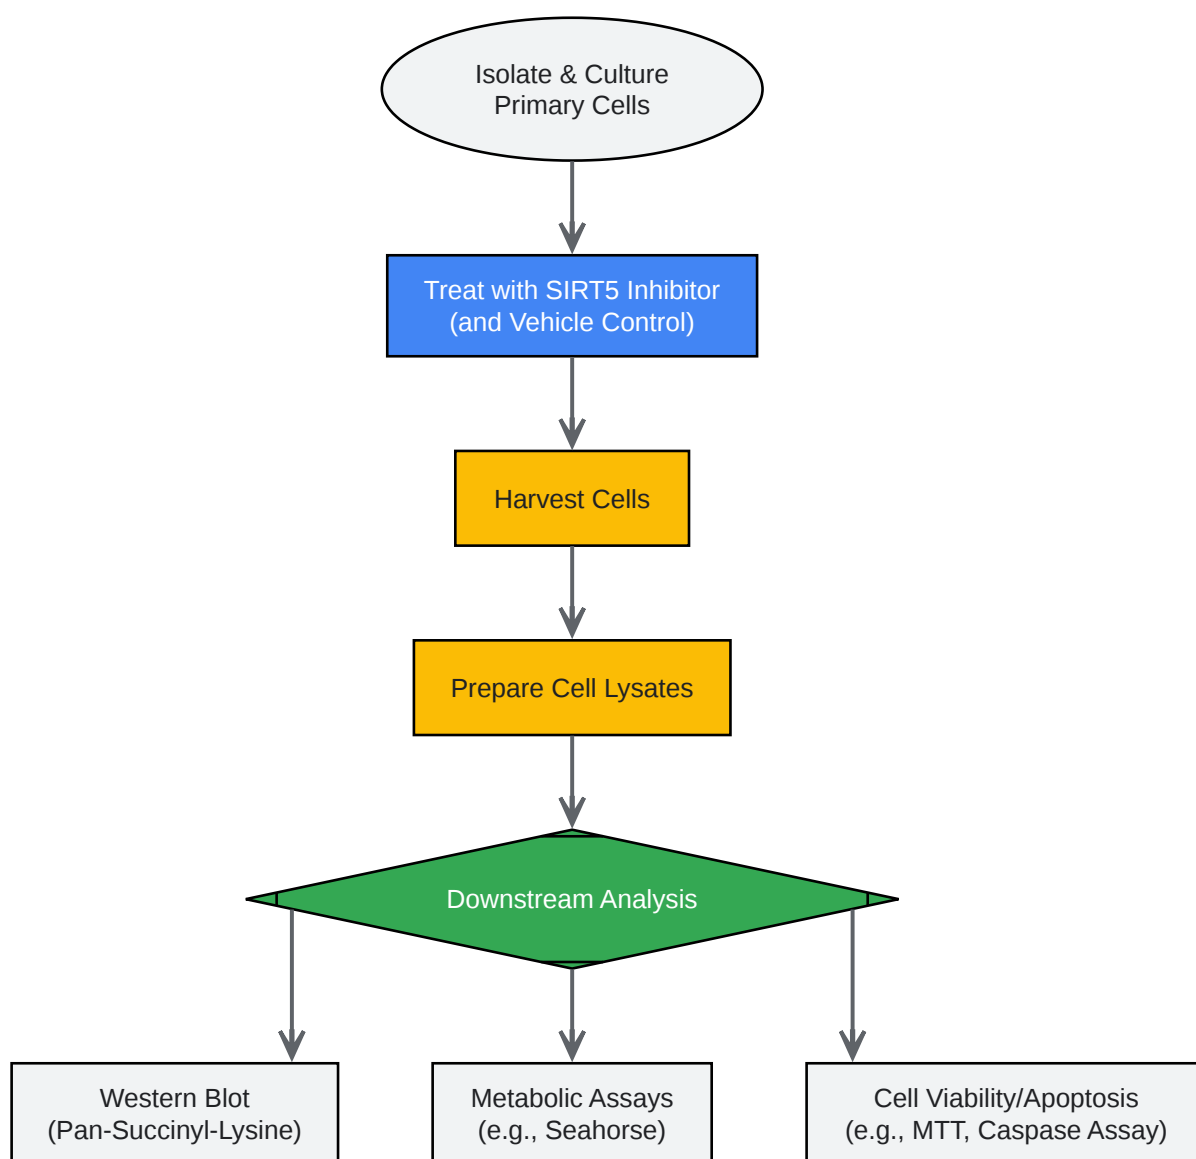 Isolate & Culture
Primary Cells
Treat with SIRT5 Inhibitor
(and Vehicle Control)
Harvest Cells
Prepare Cell Lysates
Downstream Analysis
Western Blot
(Pan-Succinyl-Lysine)
Metabolic Assays
(e.g., Seahorse)
Cell Viability/Apoptosis
(e.g., MTT, Caspase Assay)